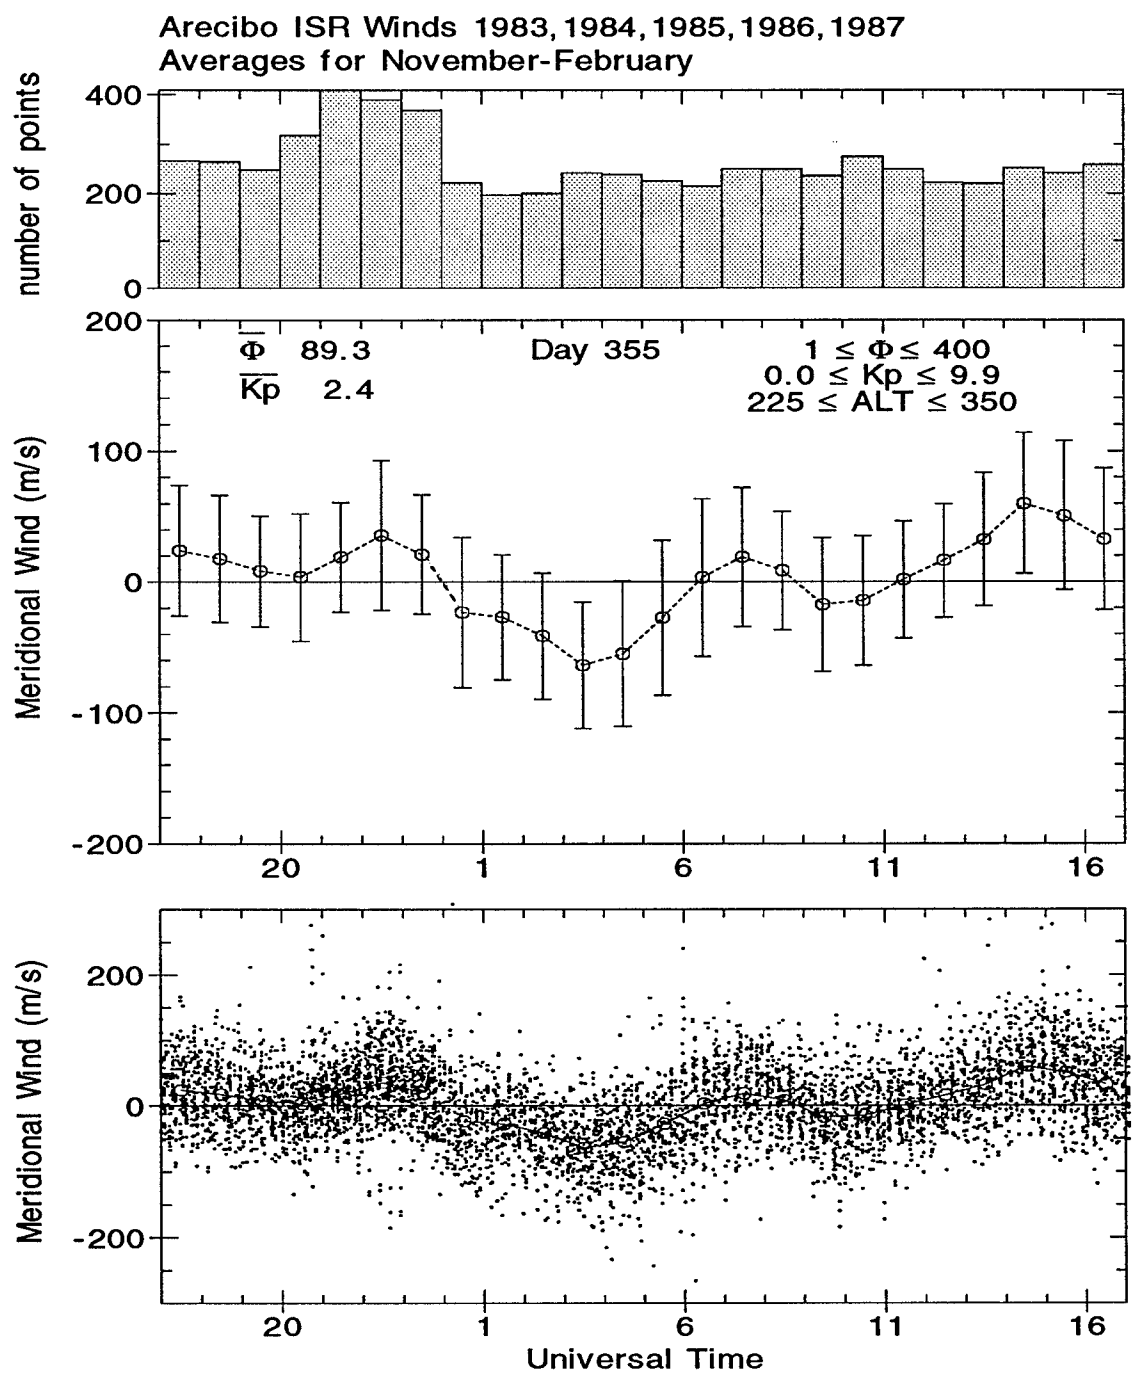 Arecibo ISR Winds 1983,1984,1985,1986,1987
Averages for November-February
number of points
400
200
0
Meridional Wind (m/s)
200
100
0
-100
-200
Φ 89.3
Kp 2.4
Day 355
1 ≤ Φ ≤ 400
0.0 ≤ Kp ≤ 9.9
225 ≤ ALT ≤ 350
20 1 6 11 16
Meridional Wind (m/s)
200
0
-200
20 1 6 11 16
Universal Time